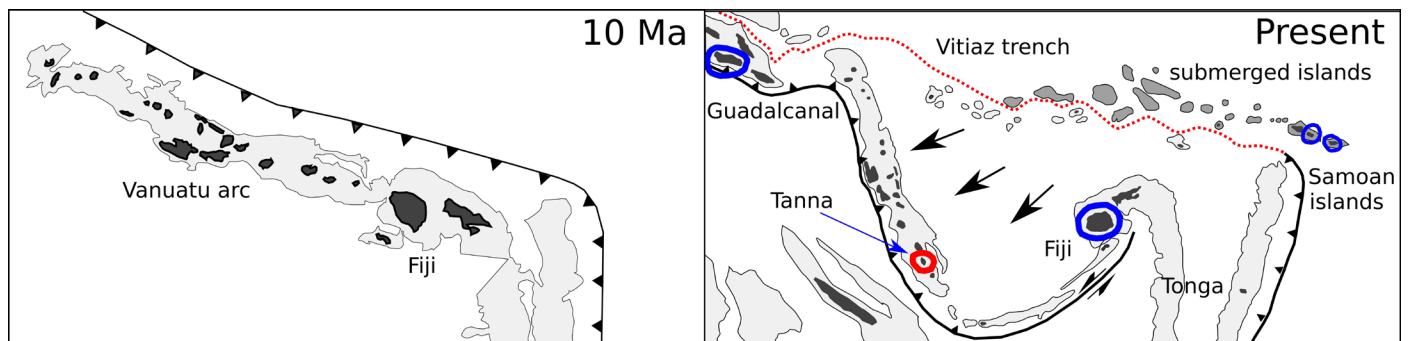 10 Ma
Vanuatu arc
Fiji
Present
Vitiaz trench
submerged islands
Guadalcanal
Samoan
islands
Tanna
Fiji
Tonga